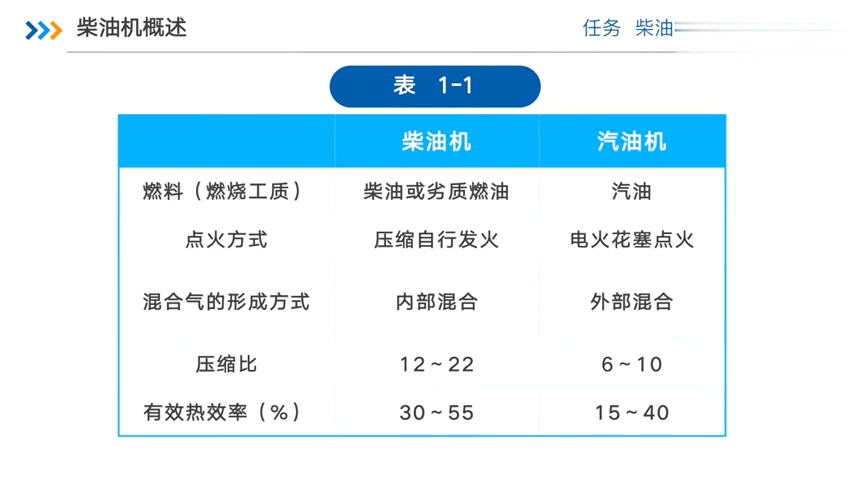 柴油机概述
任务 柴油
表 1-1
柴油机 汽油机
燃料（燃烧工质） 柴油或劣质燃油 汽油
点火方式 压缩自行发火 电火花塞点火
混合气的形成方式 内部混合 外部混合
压缩比 12～22 6～10
有效热效率（%） 30～55 15～40